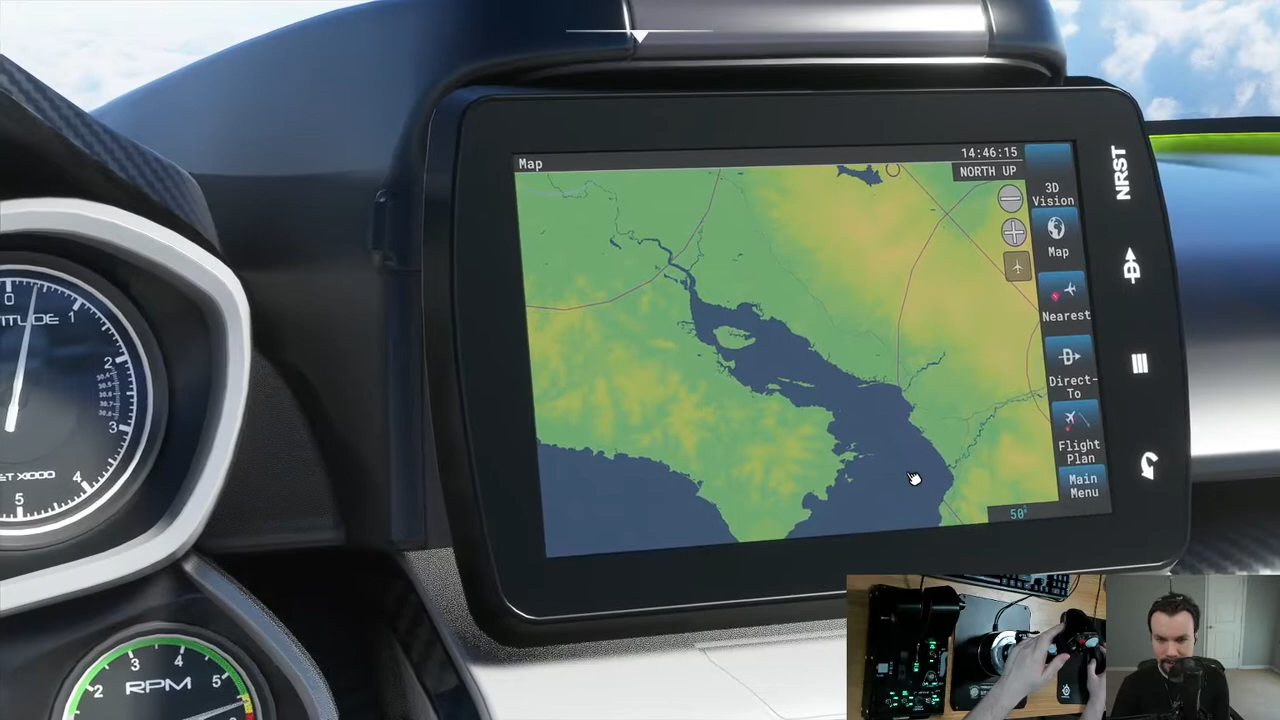 Map
14:46:15
NORTH UP
3D
Vision
Map
Nearest
Direct-
To
Flight
Plan
Main
Menu
50
NRST
0
1
2
3
4
5
2
3
4
5
RPM